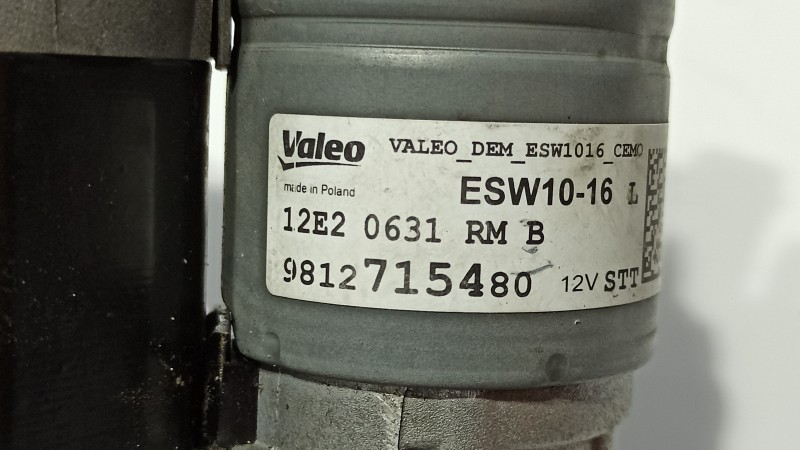 Valeo
VALEO_DEM_ESW1016_CEMO
made in Poland
ESW10-16 L
12E2 0631 RM B
9812715480 12V STT